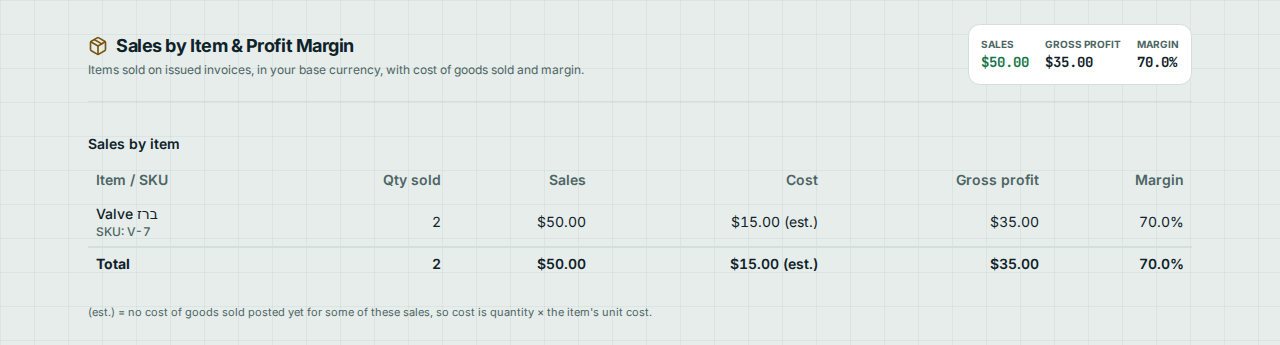 Sales by Item & Profit Margin
Items sold on issued invoices, in your base currency, with cost of goods sold and margin.
SALES GROSS PROFIT MARGIN
$50.00 $35.00 70.0%
Sales by item
Item / SKU Qty sold Sales Cost Gross profit Margin
Valve ברז 2 $50.00 $15.00 (est.) $35.00 70.0%
SKU: V-7
Total 2 $50.00 $15.00 (est.) $35.00 70.0%
(est.) = no cost of goods sold posted yet for some of these sales, so cost is quantity × the item's unit cost.